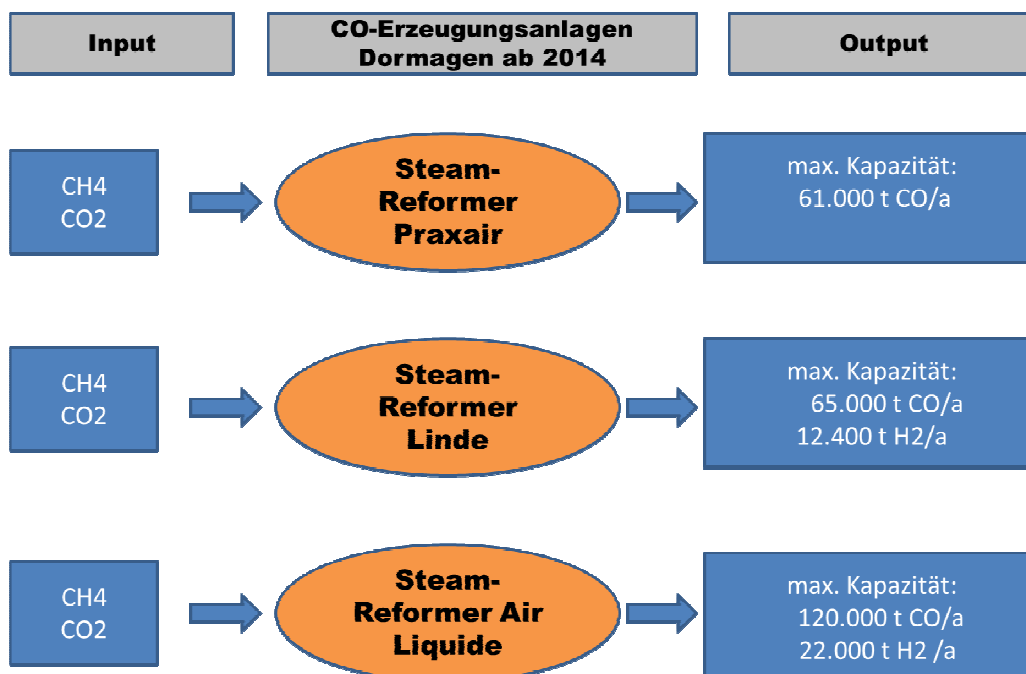 Input
CO-Erzeugungsanlagen
Dormagen ab 2014
Output
CH4
CO2
Steam-
Reformer
Praxair
max. Kapazität:
61.000 t CO/a
CH4
CO2
Steam-
Reformer
Linde
max. Kapazität:
65.000 t CO/a
12.400 t H2/a
CH4
CO2
Steam-
Reformer Air
Liquide
max. Kapazität:
120.000 t CO/a
22.000 t H2 /a